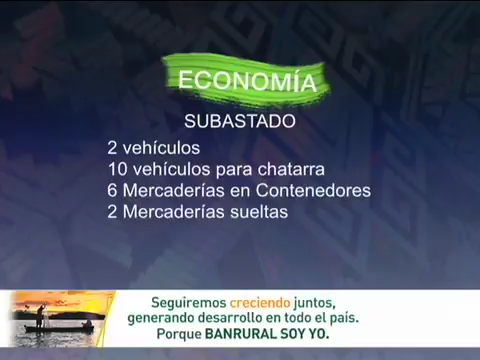 ECONOMÍA
SUBASTADO
2 vehículos
10 vehículos para chatarra
6 Mercaderías en Contenedores
2 Mercaderías sueltas
Seguiremos creciendo juntos,
generando desarrollo en todo el país.
Porque BANRURAL SOY YO.